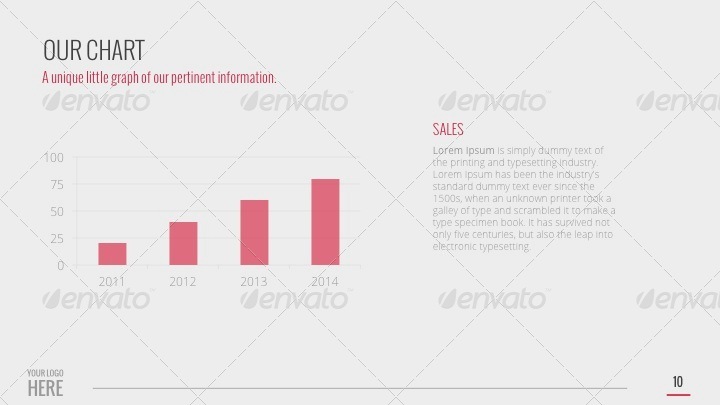 OUR CHART
A unique little graph of our pertinent information.
envato
envato
envato
envato
SALES
Lorem Ipsum is simply dummy text of
the printing and typesetting industry.
Lorem Ipsum has been the industry's
standard dummy text ever since the
1500s, when an unknown printer took a
galley of type and scrambled it to make a
type specimen book. It has survived not
only five centuries, but also the leap into
electronic typesetting.
100
75
50
25
0
2011
2012
2013
2014
envato
envato
envato
envato
YOUR LOGO
HERE
10